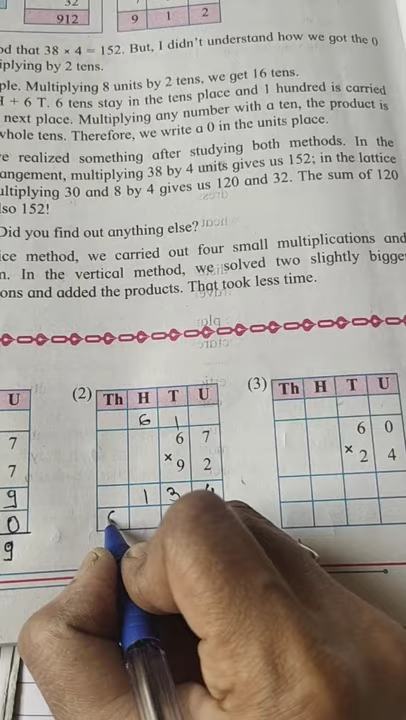 32
912
9 1 2
od that 38 × 4 = 152. But, I didn't understand how we got the 0
iplying by 2 tens.
ple. Multiplying 8 units by 2 tens, we get 16 tens.
H + 6 T. 6 tens stay in the tens place and 1 hundred is carried
next place. Multiplying any number with a ten, the product is
whole tens. Therefore, we write a 0 in the units place.
e realized something after studying both methods. In the
angement, multiplying 38 by 4 units gives us 152; in the lattice
ultiplying 30 and 8 by 4 gives us 120 and 32. The sum of 120
lso 152!
Did you find out anything else?
ice method, we carried out four small multiplications and
n. In the vertical method, we solved two slightly bigge
ons and added the products. That took less time.
U
7
7
9
0
9
(2) Th H T U
6 1
6 7
× 9 2
1 3 4
6
(3) Th H T U
6 0
× 2 4